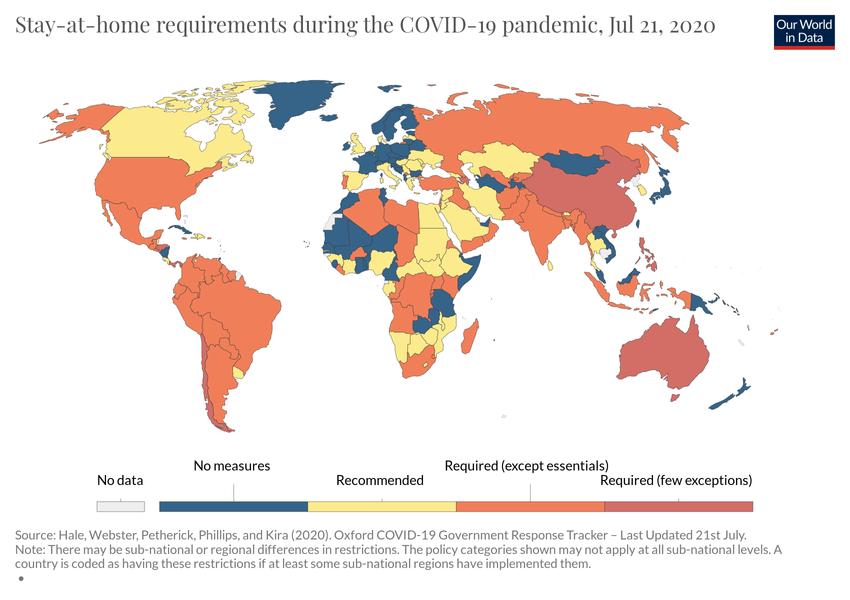 Stay-at-home requirements during the COVID-19 pandemic, Jul 21, 2020
Our World
in Data
No data
No measures
Recommended
Required (except essentials)
Required (few exceptions)
Source: Hale, Webster, Petherick, Phillips, and Kira (2020). Oxford COVID-19 Government Response Tracker – Last Updated 21st July.
Note: There may be sub-national or regional differences in restrictions. The policy categories shown may not apply at all sub-national levels. A
country is coded as having these restrictions if at least some sub-national regions have implemented them.